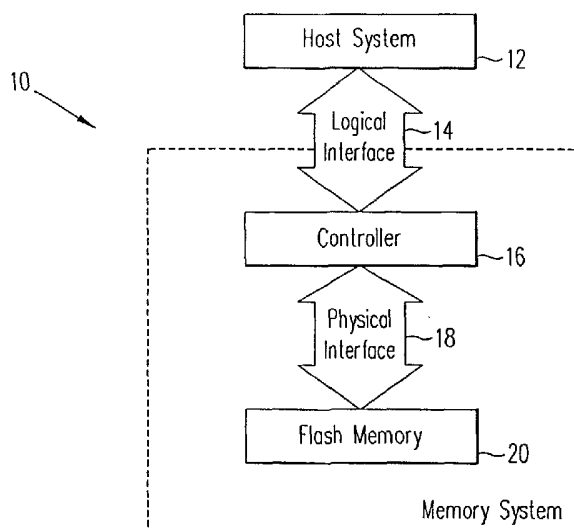 Host System
12
10
Logical
Interface
14
Controller
16
Physical
Interface
18
Flash Memory
20
Memory System